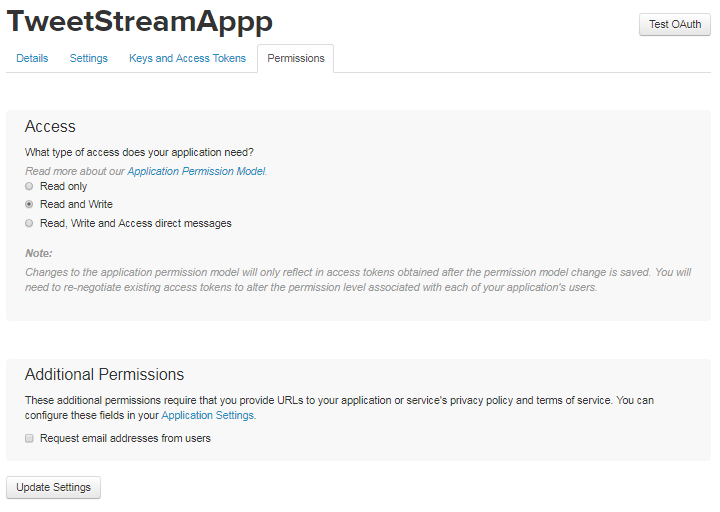 TweetStreamAppp
Test OAuth
Details Settings Keys and Access Tokens Permissions
Access
What type of access does your application need?
Read more about our Application Permission Model.
Read only
Read and Write
Read, Write and Access direct messages
Note:
Changes to the application permission model will only reflect in access tokens obtained after the permission model change is saved. You will
need to re-negotiate existing access tokens to alter the permission level associated with each of your application's users.
Additional Permissions
These additional permissions require that you provide URLs to your application or service's privacy policy and terms of service. You can
configure these fields in your Application Settings.
Request email addresses from users
Update Settings